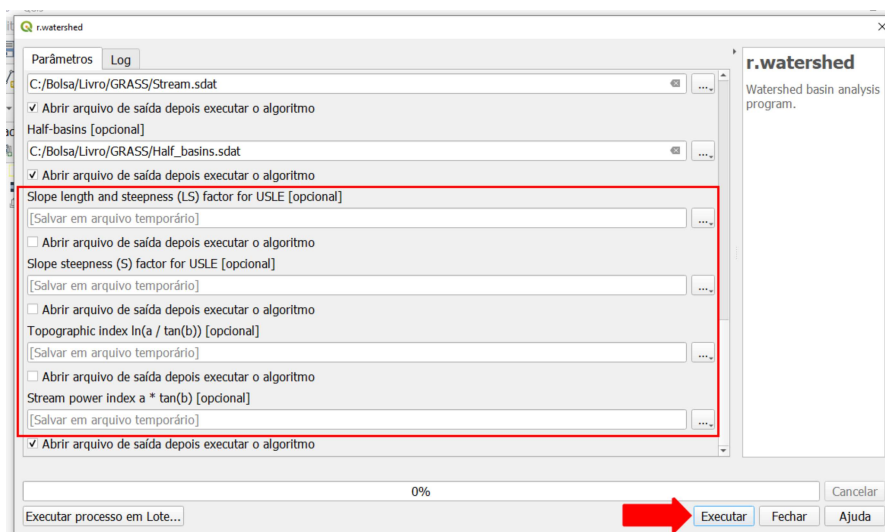 r.watershed
Parâmetros
Log
C:/Bolsa/Livro/GRASS/Stream.sdat
...
Abrir arquivo de saída depois executar o algoritmo
Half-basins [opcional]
C:/Bolsa/Livro/GRASS/Half_basins.sdat
...
Abrir arquivo de saída depois executar o algoritmo
Slope length and steepness (LS) factor for USLE [opcional]
[Salvar em arquivo temporário]
...
Abrir arquivo de saída depois executar o algoritmo
Slope steepness (S) factor for USLE [opcional]
[Salvar em arquivo temporário]
...
Abrir arquivo de saída depois executar o algoritmo
Topographic index ln(a / tan(b)) [opcional]
[Salvar em arquivo temporário]
...
Abrir arquivo de saída depois executar o algoritmo
Stream power index a * tan(b) [opcional]
[Salvar em arquivo temporário]
...
Abrir arquivo de saída depois executar o algoritmo
r.watershed
Watershed basin analysis
program.
0%
Cancelar
Executar processo em Lote...
Executar
Fechar
Ajuda